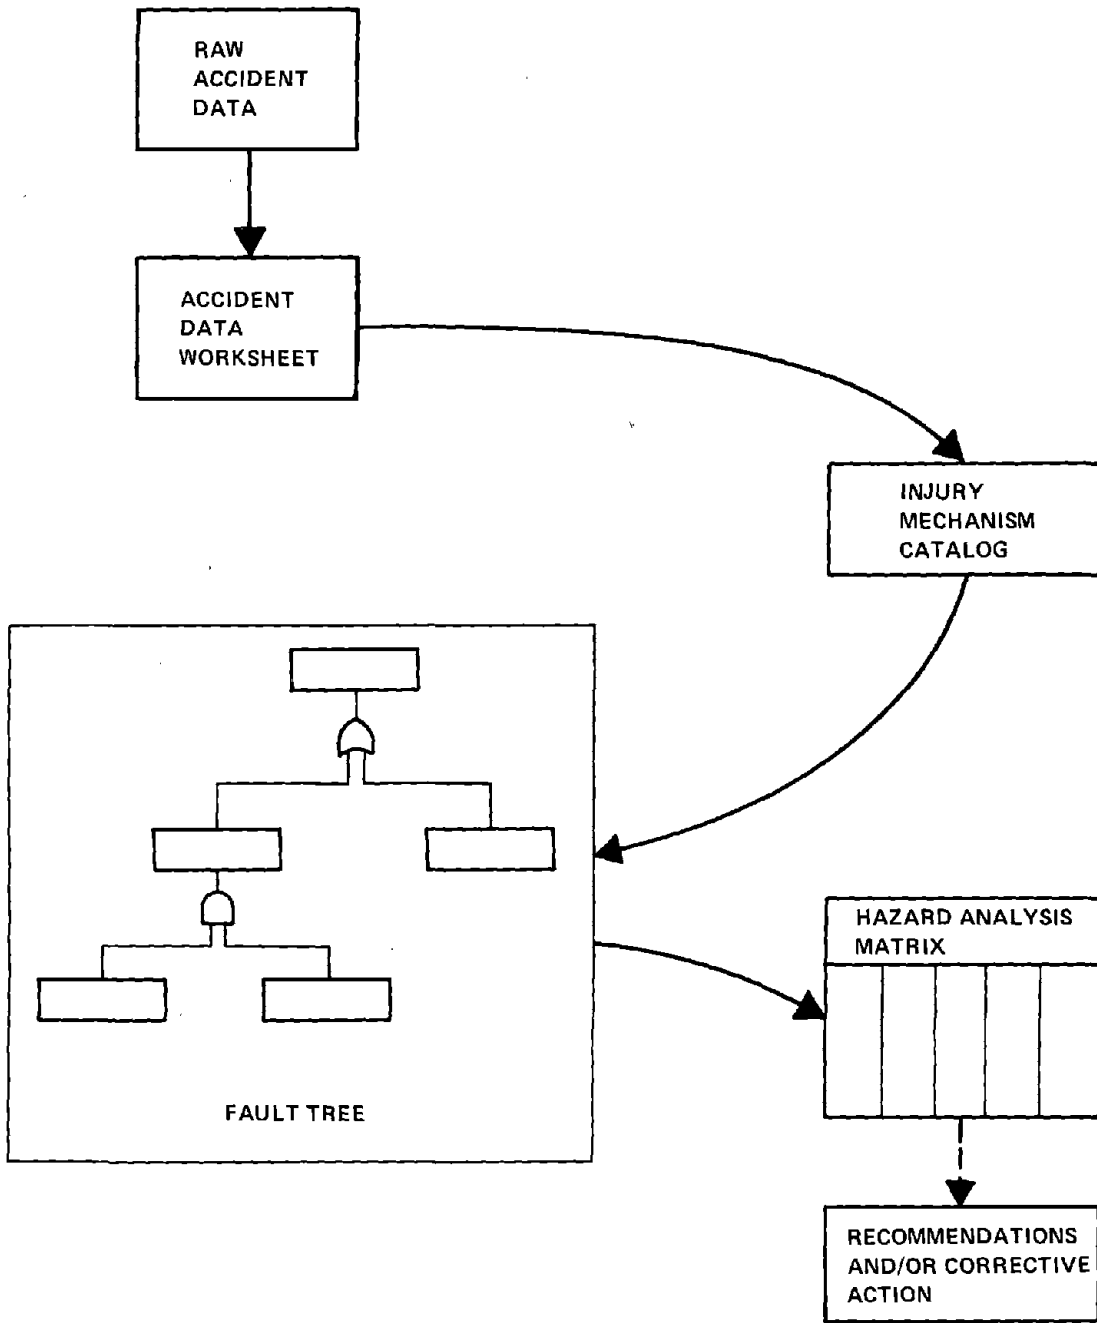 RAW
ACCIDENT
DATA
ACCIDENT
DATA
WORKSHEET
INJURY
MECHANISM
CATALOG
FAULT TREE
HAZARD ANALYSIS
MATRIX
RECOMMENDATIONS
AND/OR CORRECTIVE
ACTION